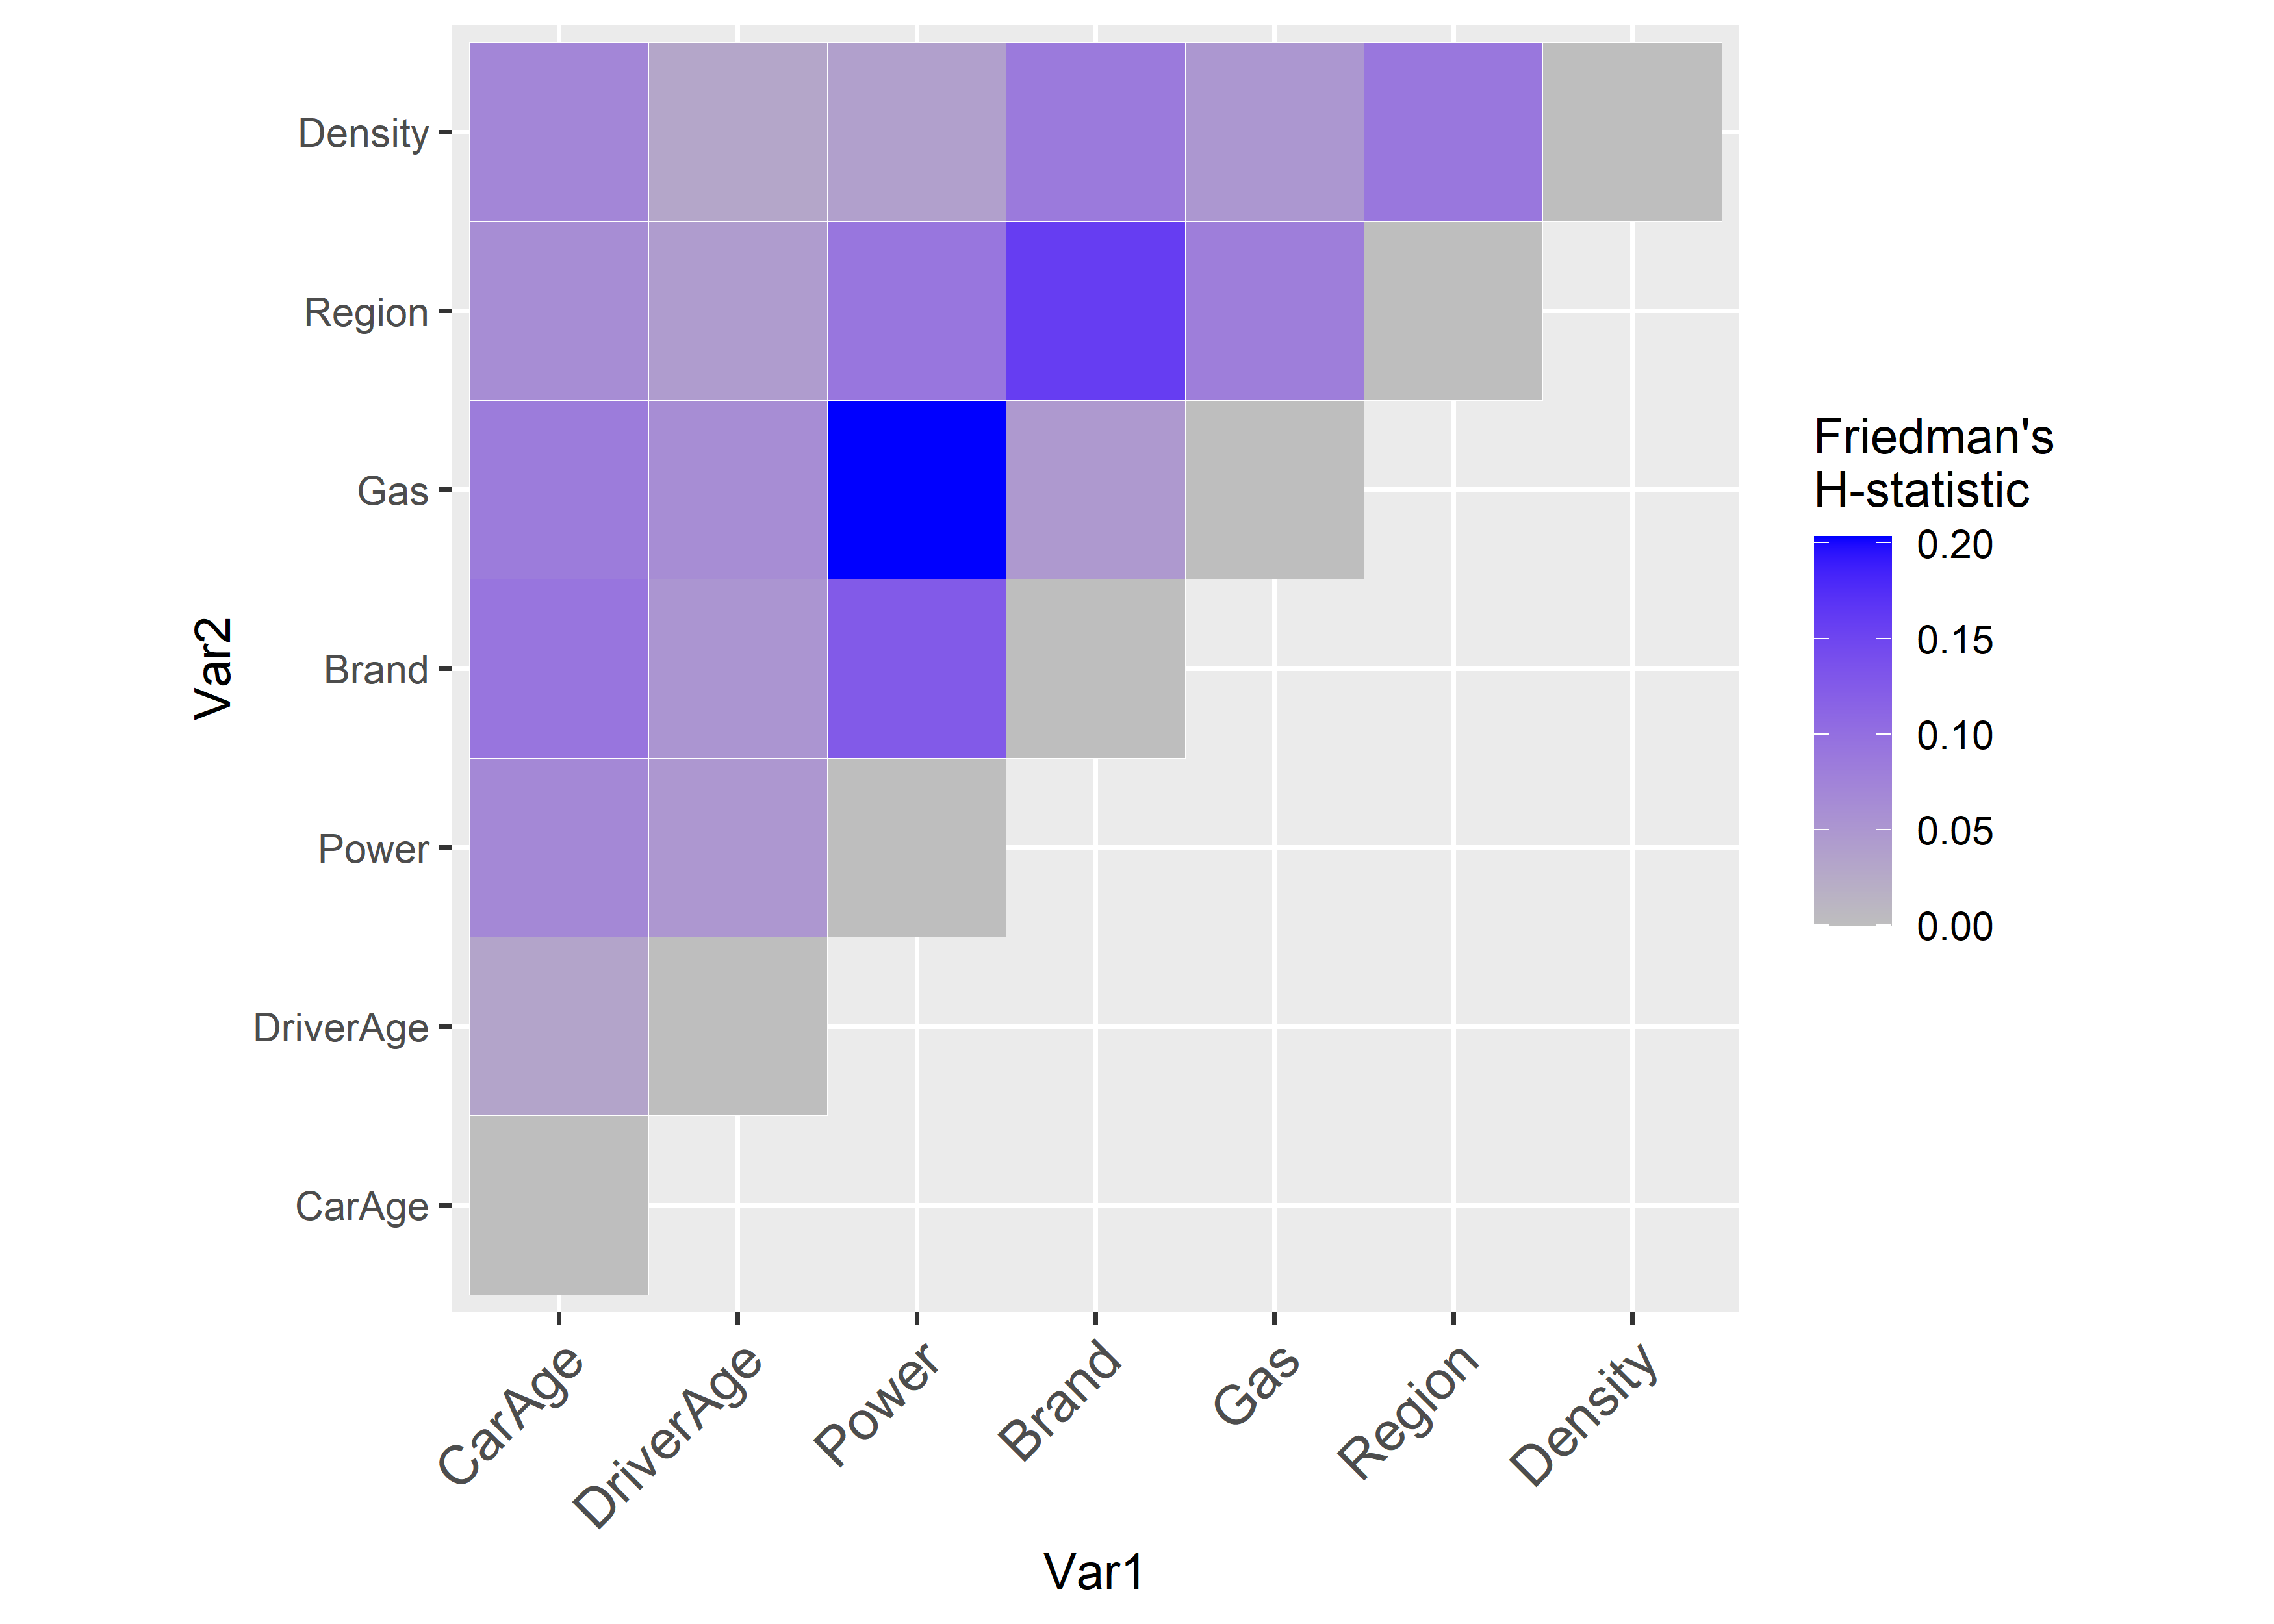 Density
Region
Gas
Brand
Power
DriverAge
CarAge
Var2
CarAge
DriverAge
Power
Brand
Gas
Region
Density
Var1
Friedman's
H-statistic
0.20
0.15
0.10
0.05
0.00